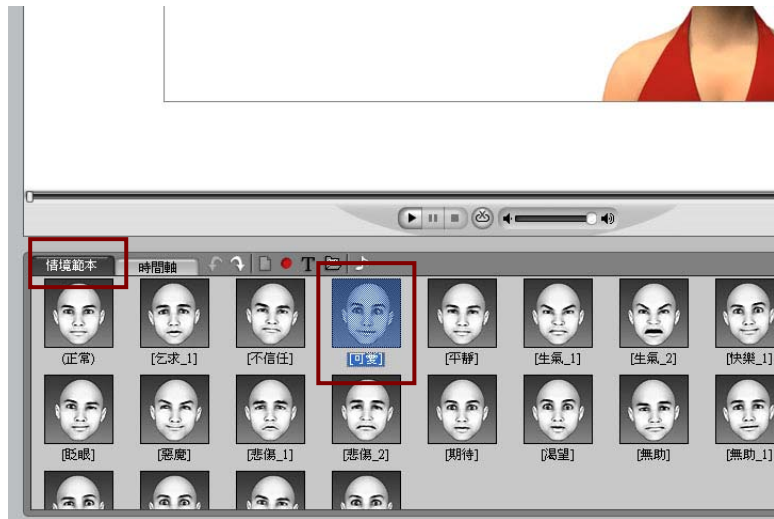 情境範本 時間軸 T
(正常) [乞求_1] [不信任] [可愛] [平靜] [生氣_1] [生氣_2] [快樂_1]
[眨眼] [惡魔] [悲傷_1] [悲傷_2] [期待] [渴望] [無助] [無助_1]